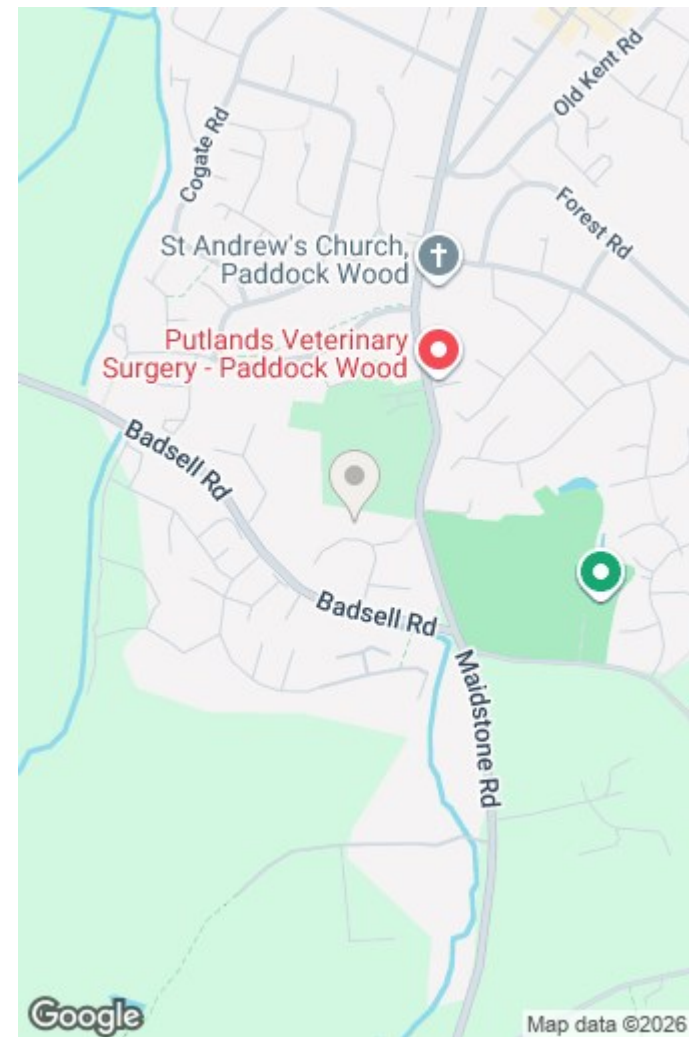 Old Kent Rd
Cogate Rd
Forest Rd
St Andrew's Church,
Paddock Wood
Putlands Veterinary
Surgery - Paddock Wood
Badsell Rd
Badsell Rd
Maidstone Rd
Google
Map data ©2026